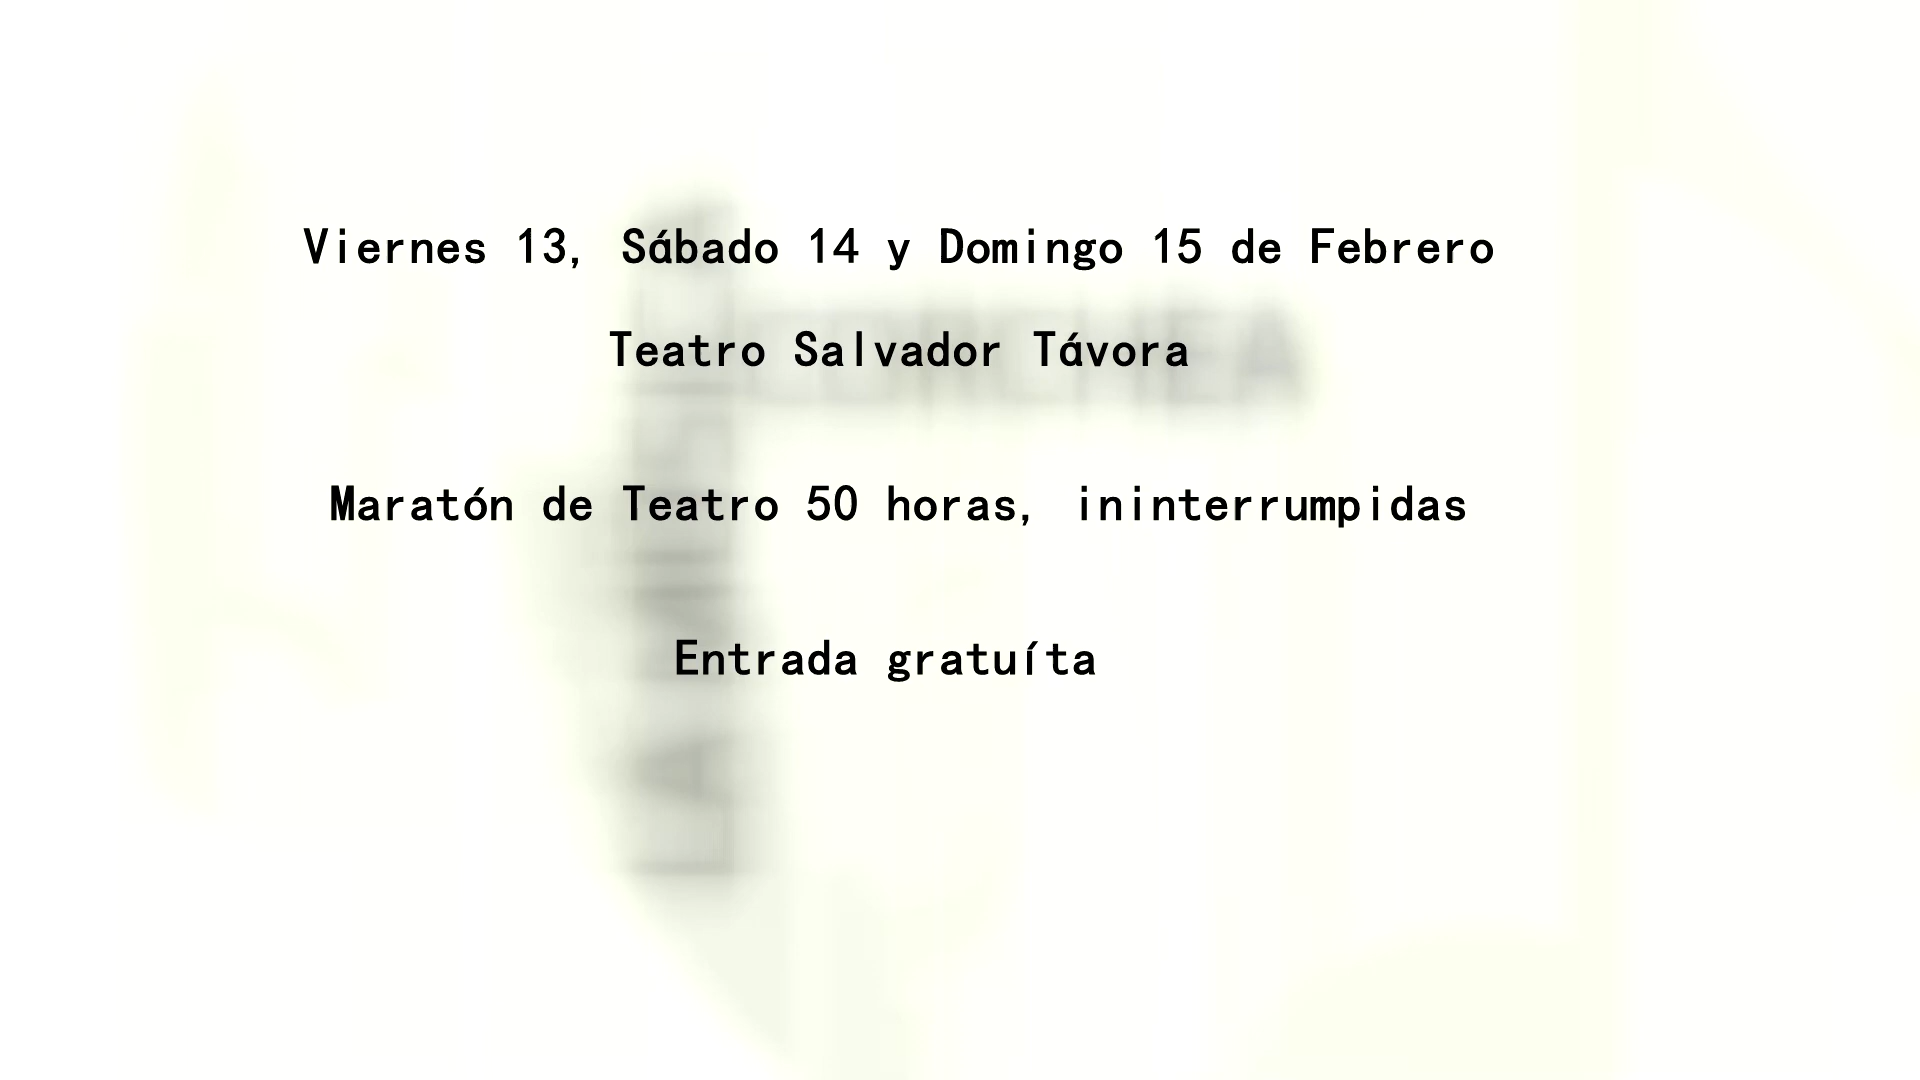 Viernes 13, Sábado 14 y Domingo 15 de Febrero
Teatro Salvador Távora
Maratón de Teatro 50 horas, ininterrumpidas
Entrada gratuíta